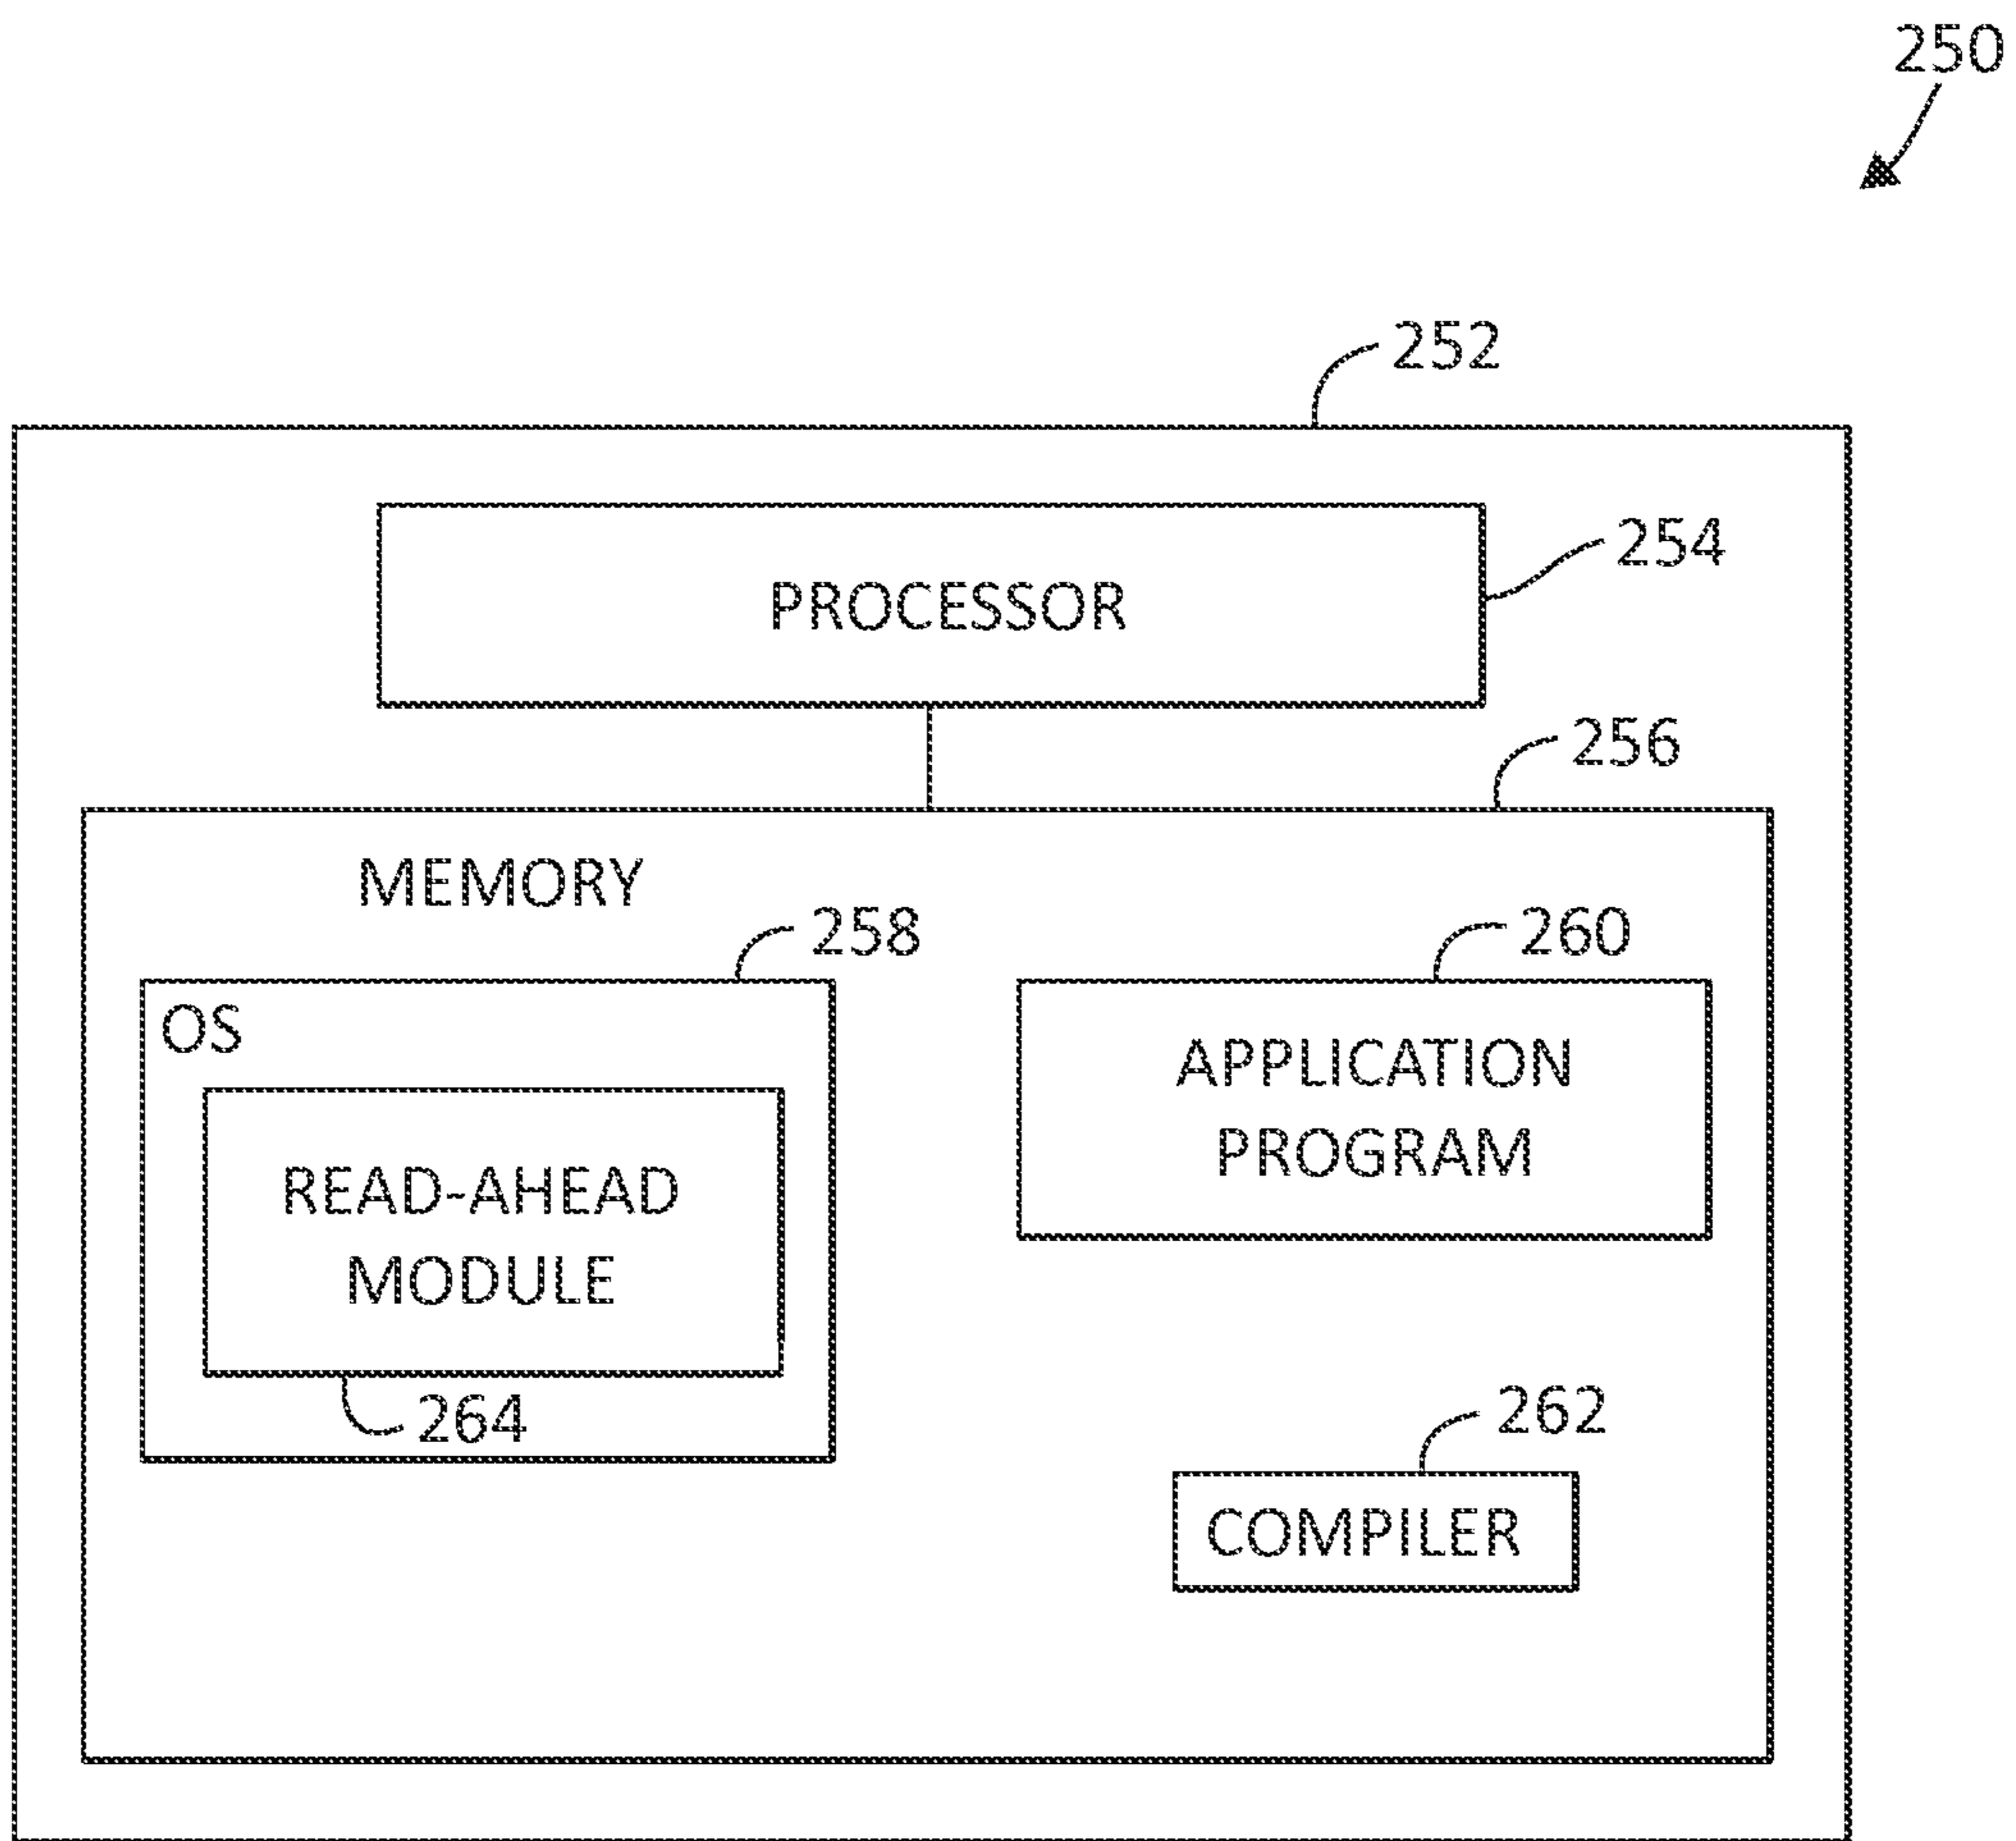 250
252
PROCESSOR
254
256
MEMORY
258
260
OS
APPLICATION
PROGRAM
READ-AHEAD
MODULE
264
262
COMPILER